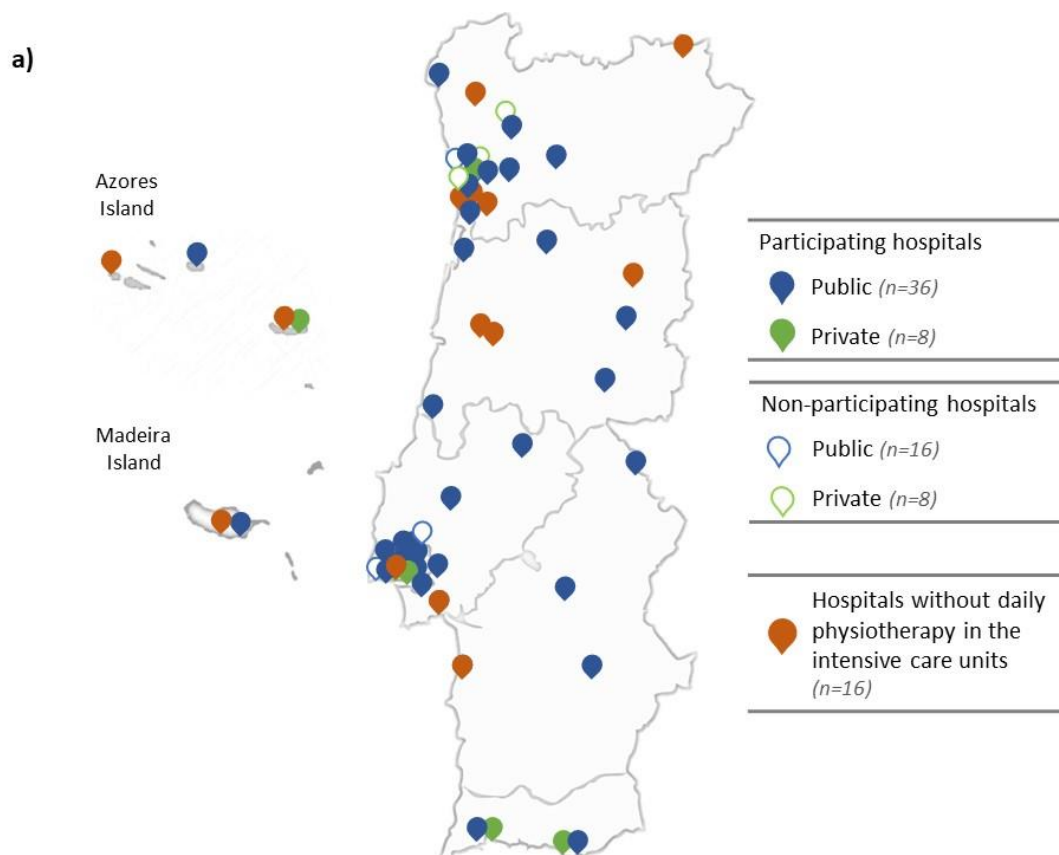 a)
Azores
Island
Madeira
Island
Participating hospitals
Public (n=36)
Private (n=8)
Non-participating hospitals
Public (n=16)
Private (n=8)
Hospitals without daily
physiotherapy in the
intensive care units
(n=16)